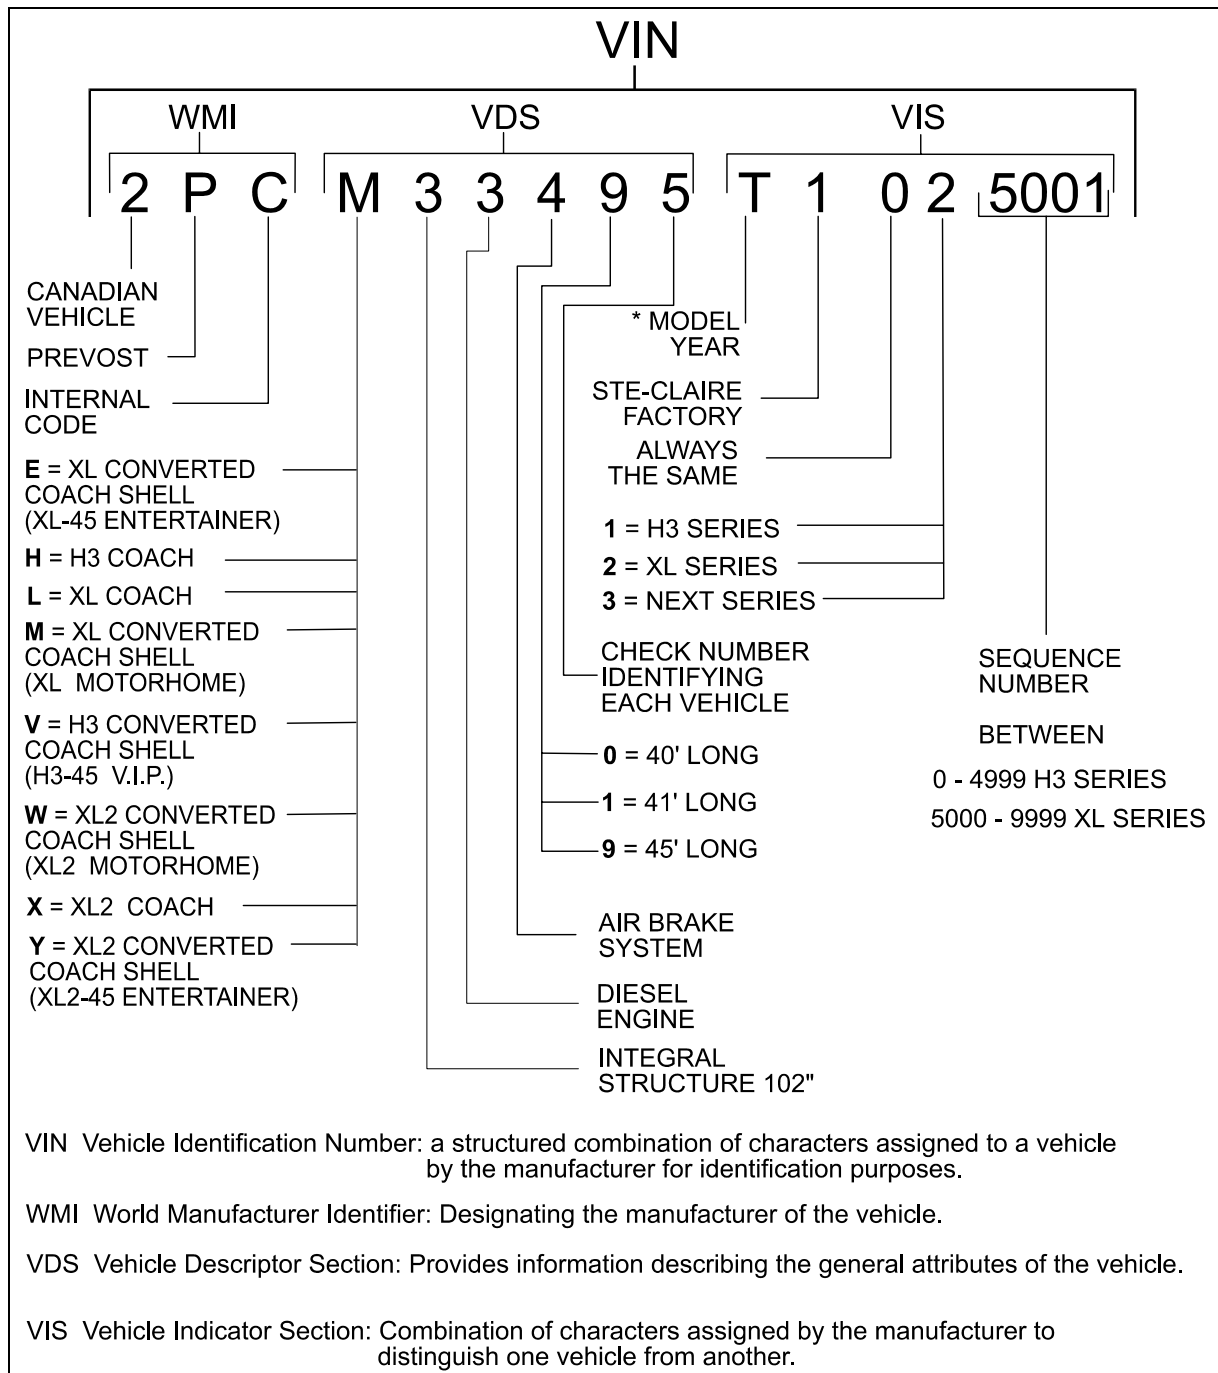 VIN
WMI VDS VIS
2 P C M 3 3 4 9 5 T 1 0 2 5001
CANADIAN
VEHICLE
PREVOST
INTERNAL
CODE
E = XL CONVERTED
COACH SHELL
(XL-45 ENTERTAINER)
H = H3 COACH
L = XL COACH
M = XL CONVERTED
COACH SHELL
(XL MOTORHOME)
V = H3 CONVERTED
COACH SHELL
(H3-45 V.I.P.)
W = XL2 CONVERTED
COACH SHELL
(XL2 MOTORHOME)
X = XL2 COACH
Y = XL2 CONVERTED
COACH SHELL
(XL2-45 ENTERTAINER)
* MODEL
YEAR
STE-CLAIRE
FACTORY
ALWAYS
THE SAME
1 = H3 SERIES
2 = XL SERIES
3 = NEXT SERIES
CHECK NUMBER
IDENTIFYING
EACH VEHICLE
0 = 40' LONG
1 = 41' LONG
9 = 45' LONG
AIR BRAKE
SYSTEM
DIESEL
ENGINE
INTEGRAL
STRUCTURE 102"
SEQUENCE
NUMBER
BETWEEN
0 - 4999 H3 SERIES
5000 - 9999 XL SERIES
VIN Vehicle Identification Number: a structured combination of characters assigned to a vehicle
by the manufacturer for identification purposes.
WMI World Manufacturer Identifier: Designating the manufacturer of the vehicle.
VDS Vehicle Descriptor Section: Provides information describing the general attributes of the vehicle.
VIS Vehicle Indicator Section: Combination of characters assigned by the manufacturer to
distinguish one vehicle from another.